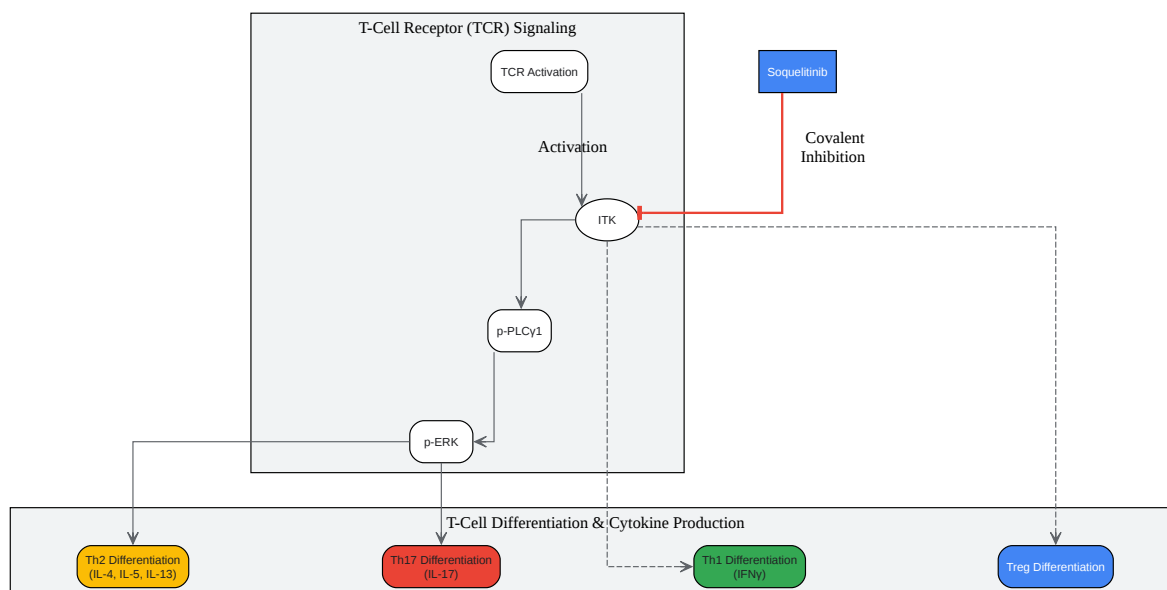 T-Cell Receptor (TCR) Signaling
TCR Activation
Soquelitinib
Activation
Covalent
Inhibition
ITK
p-PLCγ1
p-ERK
T-Cell Differentiation & Cytokine Production
Th2 Differentiation
(IL-4, IL-5, IL-13)
Th17 Differentiation
(IL-17)
Th1 Differentiation
(IFNγ)
Treg Differentiation